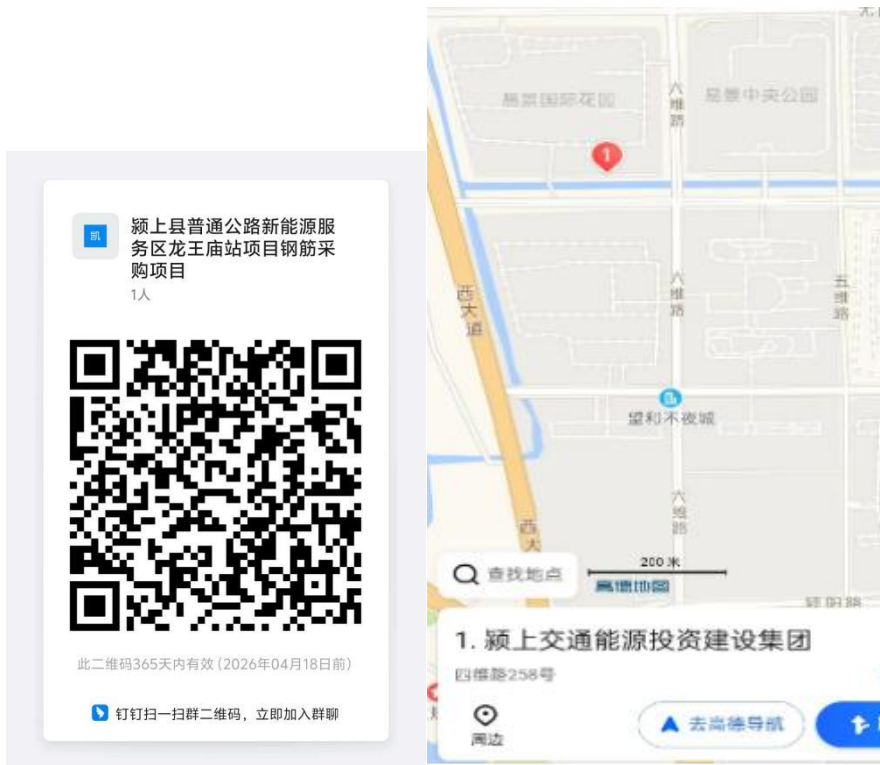 凯
颍上县普通公路新能源服
务区龙王庙站项目钢筋采
购项目
1人
此二维码365天内有效(2026年04月18日前)
钉钉扫一扫群二维码，立即加入群聊
易景国际花园
六维路
易景中央公园
1
西大道
六维路
五维路
望和不夜城
六维路
西大
查找地点
200 米
高德地图
1. 颍上交通能源投资建设集团
四维路258号
周边
去高德导航